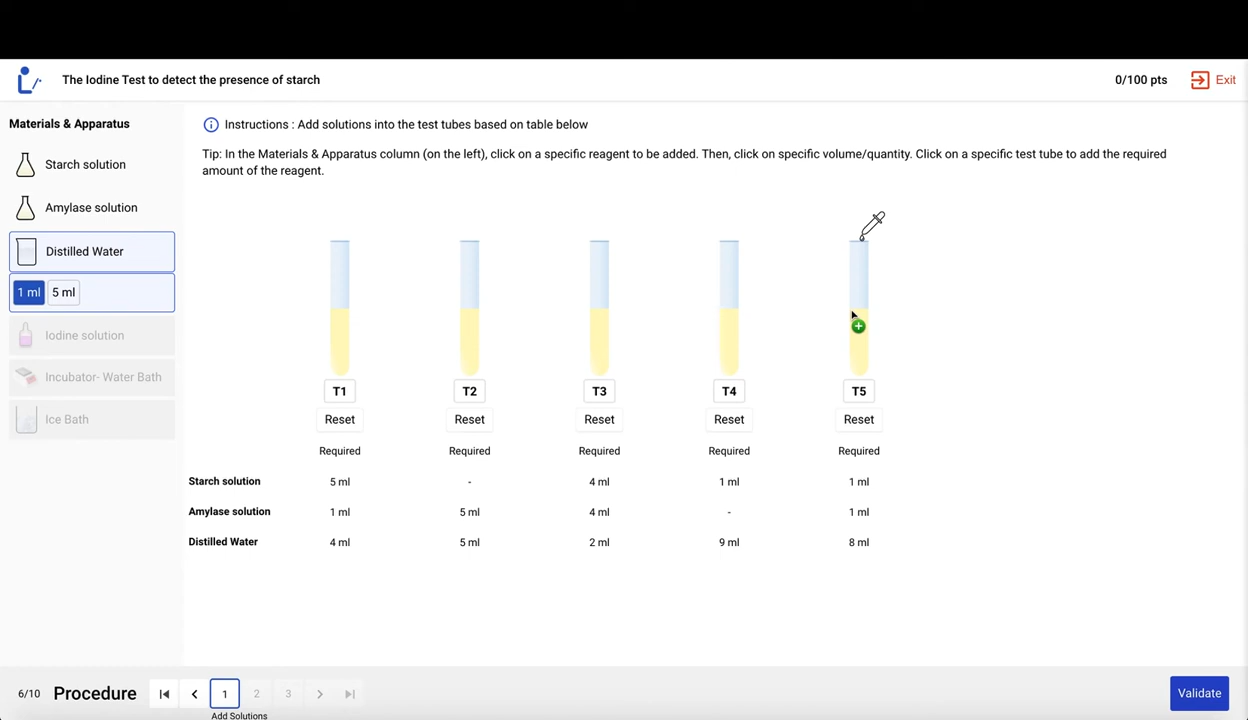 The Iodine Test to detect the presence of starch
0/100 pts
Exit
Materials & Apparatus
Starch solution
Amylase solution
Distilled Water
1 ml
5 ml
Iodine solution
Incubator- Water Bath
Ice Bath
Instructions : Add solutions into the test tubes based on table below
Tip: In the Materials & Apparatus column (on the left), click on a specific reagent to be added. Then, click on specific volume/quantity. Click on a specific test tube to add the required
amount of the reagent.
T1 T2 T3 T4 T5
Reset Reset Reset Reset Reset
Required Required Required Required Required
Starch solution 5 ml - 4 ml 1 ml 1 ml
Amylase solution 1 ml 5 ml 4 ml - 1 ml
Distilled Water 4 ml 5 ml 2 ml 9 ml 8 ml
6/10 Procedure 1 2 3 Validate
Add Solutions